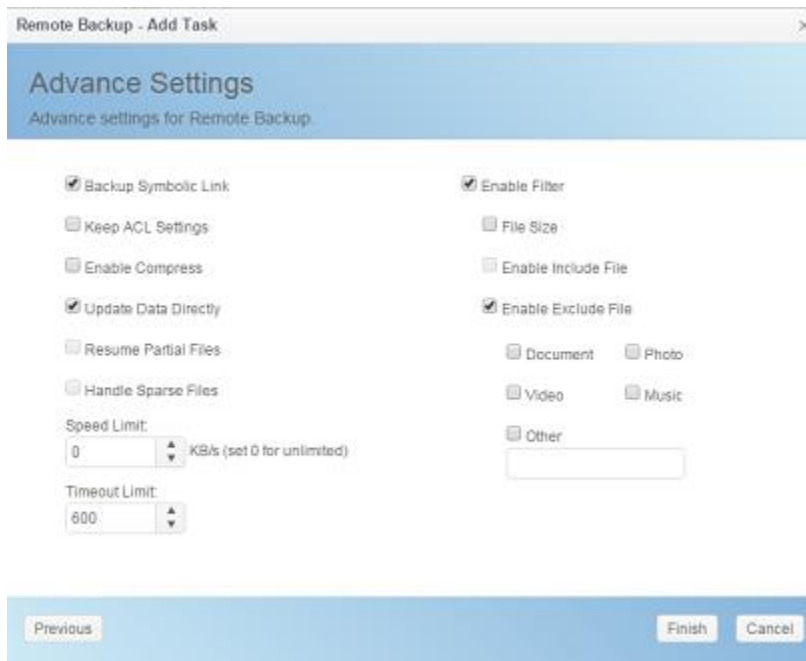 Remote Backup - Add Task
Advance Settings
Advance settings for Remote Backup.
Backup Symbolic Link
Keep ACL Settings
Enable Compress
Update Data Directly
Resume Partial Files
Handle Sparse Files
Speed Limit:
0 KB/s (set 0 for unlimited)
Timeout Limit:
600
Enable Filter
File Size
Enable Include File
Enable Exclude File
Document Photo
Video Music
Other
Previous Finish Cancel